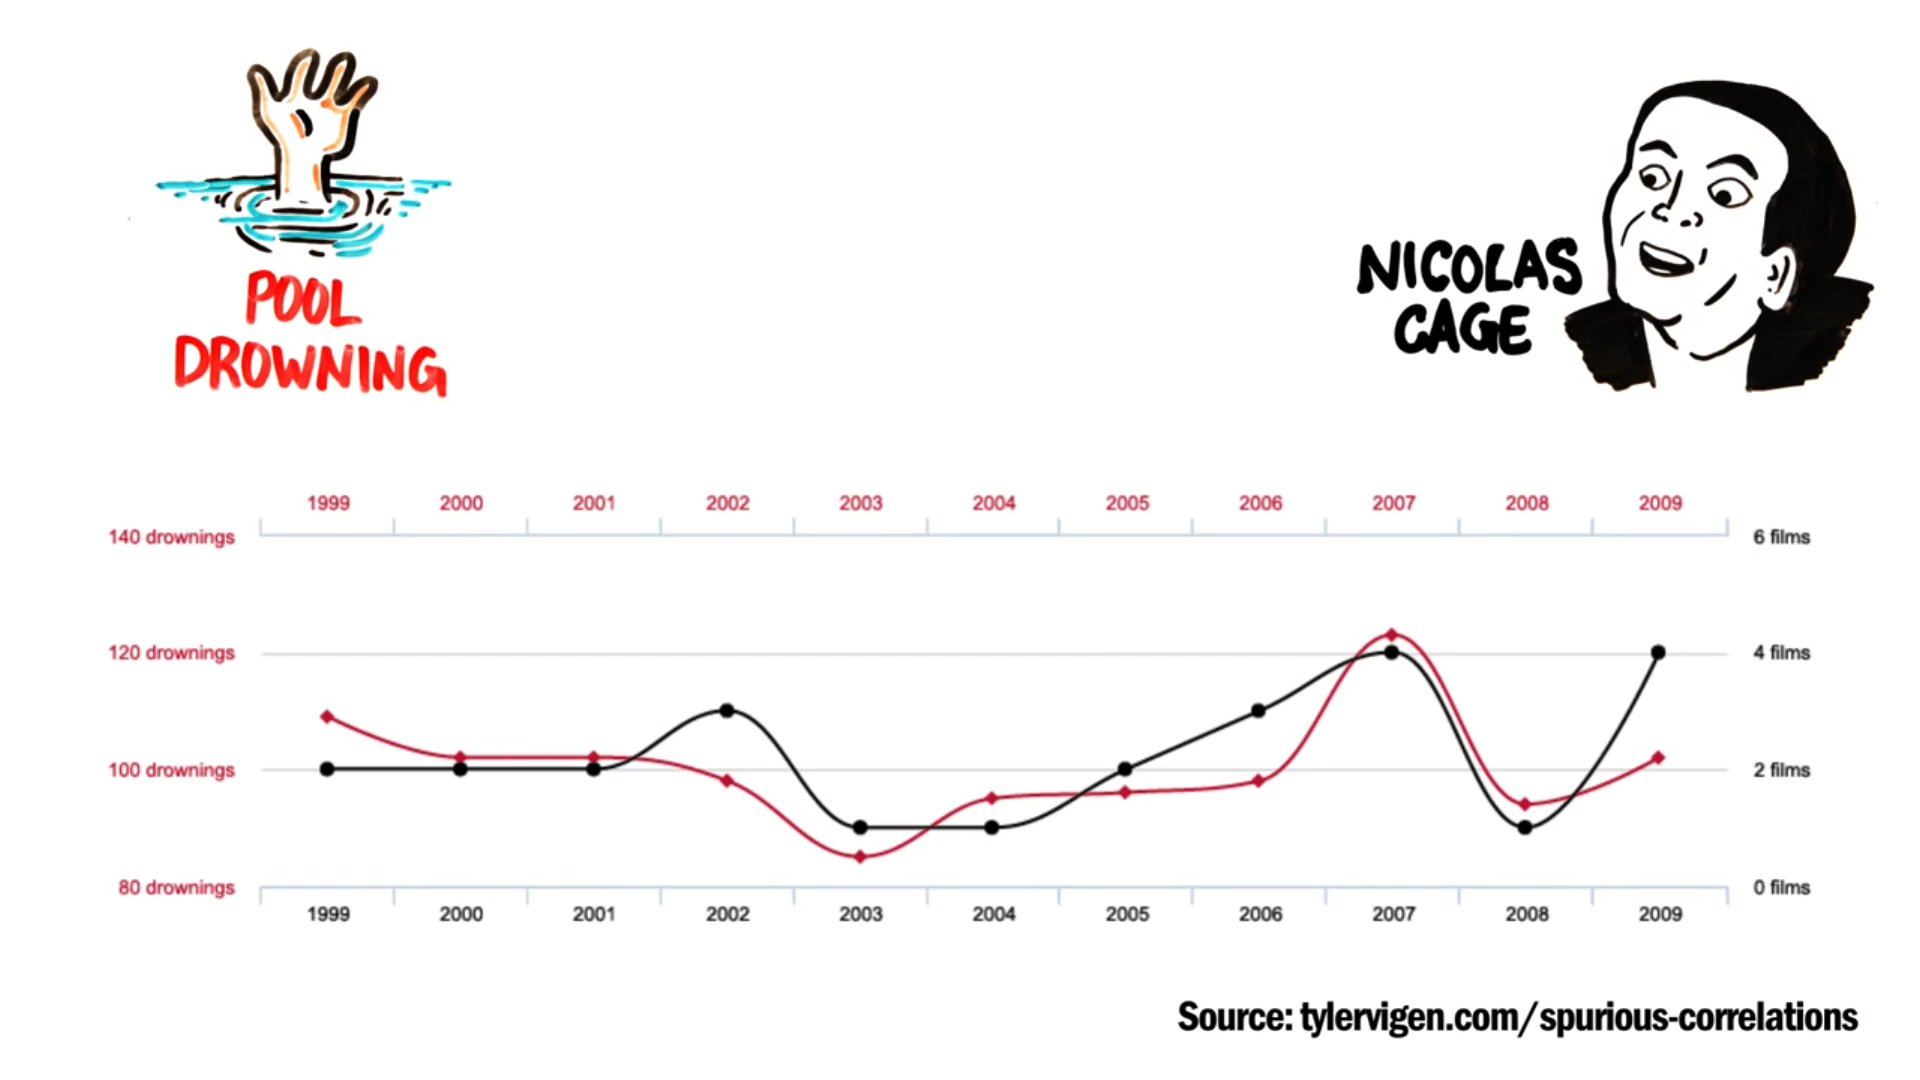 POOL
DROWNING
NICOLAS
CAGE
1999 2000 2001 2002 2003 2004 2005 2006 2007 2008 2009
140 drownings 6 films
120 drownings 4 films
100 drownings 2 films
80 drownings 0 films
1999 2000 2001 2002 2003 2004 2005 2006 2007 2008 2009
Source: tylervigen.com/spurious-correlations